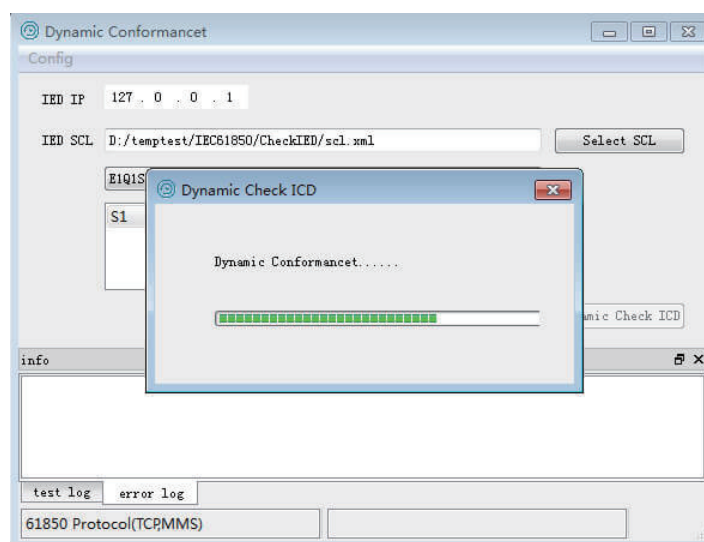 Dynamic Conformancet
Config
IED IP 127 . 0 . 0 . 1
IED SCL D:/temptest/IEC61850/CheckIED/scl.xml Select SCL
E1Q1S
Dynamic Check ICD
S1
Dynamic Conformancet......
amic Check ICD
info
test log error log
61850 Protocol(TCP,MMS)